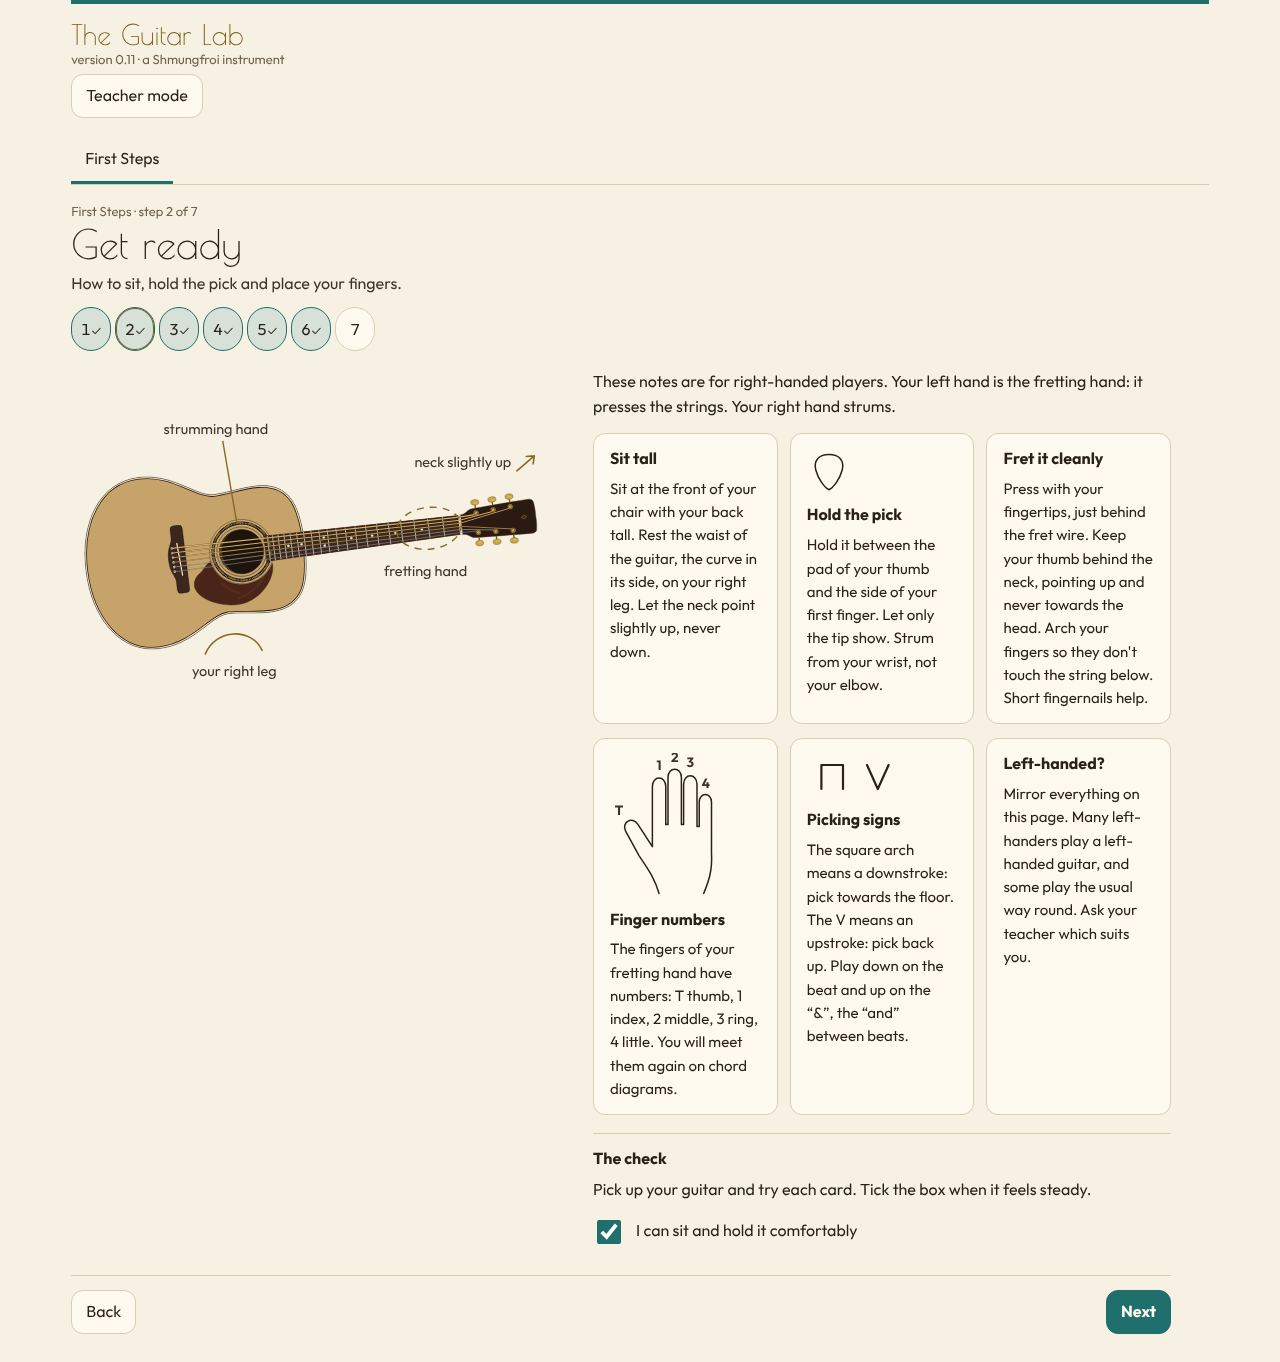 The Guitar Lab
version 0.11 · a Shmungfroi instrument
Teacher mode
First Steps
First Steps · step 2 of 7
Get ready
How to sit, hold the pick and place your fingers.
1✓ 2✓ 3✓ 4✓ 5✓ 6✓ 7
strumming hand
neck slightly up
fretting hand
your right leg
These notes are for right-handed players. Your left hand is the fretting hand: it
presses the strings. Your right hand strums.
Sit tall
Sit at the front of your
chair with your back
tall. Rest the waist of
the guitar, the curve in
its side, on your right
leg. Let the neck point
slightly up, never
down.
Hold the pick
Hold it between the
pad of your thumb
and the side of your
first finger. Let only
the tip show. Strum
from your wrist, not
your elbow.
Fret it cleanly
Press with your
fingertips, just behind
the fret wire. Keep
your thumb behind the
neck, pointing up and
never towards the
head. Arch your
fingers so they don't
touch the string below.
Short fingernails help.
T 1 2 3 4
Finger numbers
The fingers of your
fretting hand have
numbers: T thumb, 1
index, 2 middle, 3 ring,
4 little. You will meet
them again on chord
diagrams.
Picking signs
The square arch
means a downstroke:
pick towards the floor.
The V means an
upstroke: pick back
up. Play down on the
beat and up on the
“&”, the “and”
between beats.
Left-handed?
Mirror everything on
this page. Many left-
handers play a left-
handed guitar, and
some play the usual
way round. Ask your
teacher which suits
you.
The check
Pick up your guitar and try each card. Tick the box when it feels steady.
I can sit and hold it comfortably
Back
Next